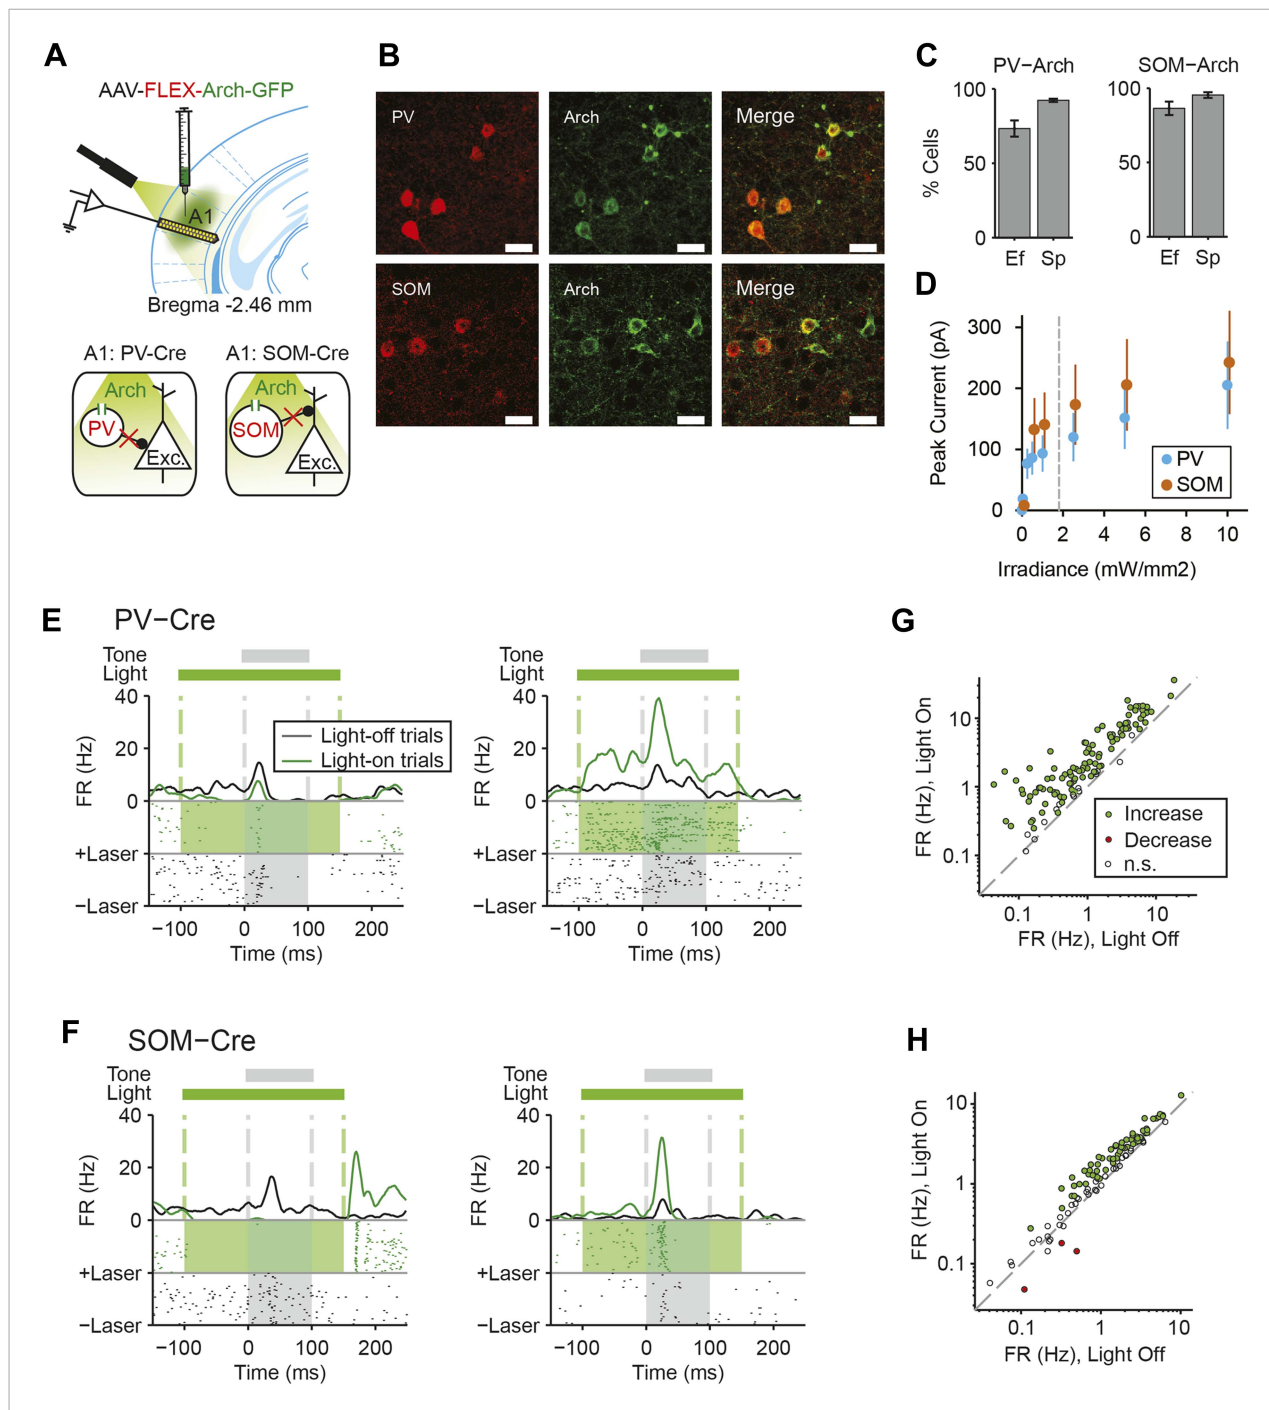 A
AAV-FLEX-Arch-GFP
A1
Bregma -2.46 mm
A1: PV-Cre
A1: SOM-Cre
Arch
PV
Exc.
Arch
SOM
Exc.
B
PV
Arch
Merge
SOM
Arch
Merge
C
PV−Arch
SOM−Arch
% Cells
100
50
0
Ef
Sp
100
50
0
Ef
Sp
D
Peak Current (pA)
300
200
100
0
PV
SOM
0
2
4
6
8
10
Irradiance (mW/mm2)
E
PV−Cre
Tone
Light
FR (Hz)
40
20
0
Light-off trials
Light-on trials
+Laser
−Laser
−100
0
100
200
Time (ms)
Tone
Light
FR (Hz)
40
20
0
+Laser
−Laser
−100
0
100
200
Time (ms)
G
FR (Hz), Light On
10
1
0.1
Increase
Decrease
n.s.
0.1
1
10
FR (Hz), Light Off
F
SOM−Cre
Tone
Light
FR (Hz)
40
20
0
+Laser
−Laser
−100
0
100
200
Time (ms)
Tone
Light
FR (Hz)
40
20
0
+Laser
−Laser
−100
0
100
200
Time (ms)
H
FR (Hz), Light On
10
1
0.1
0.1
1
10
FR (Hz), Light Off